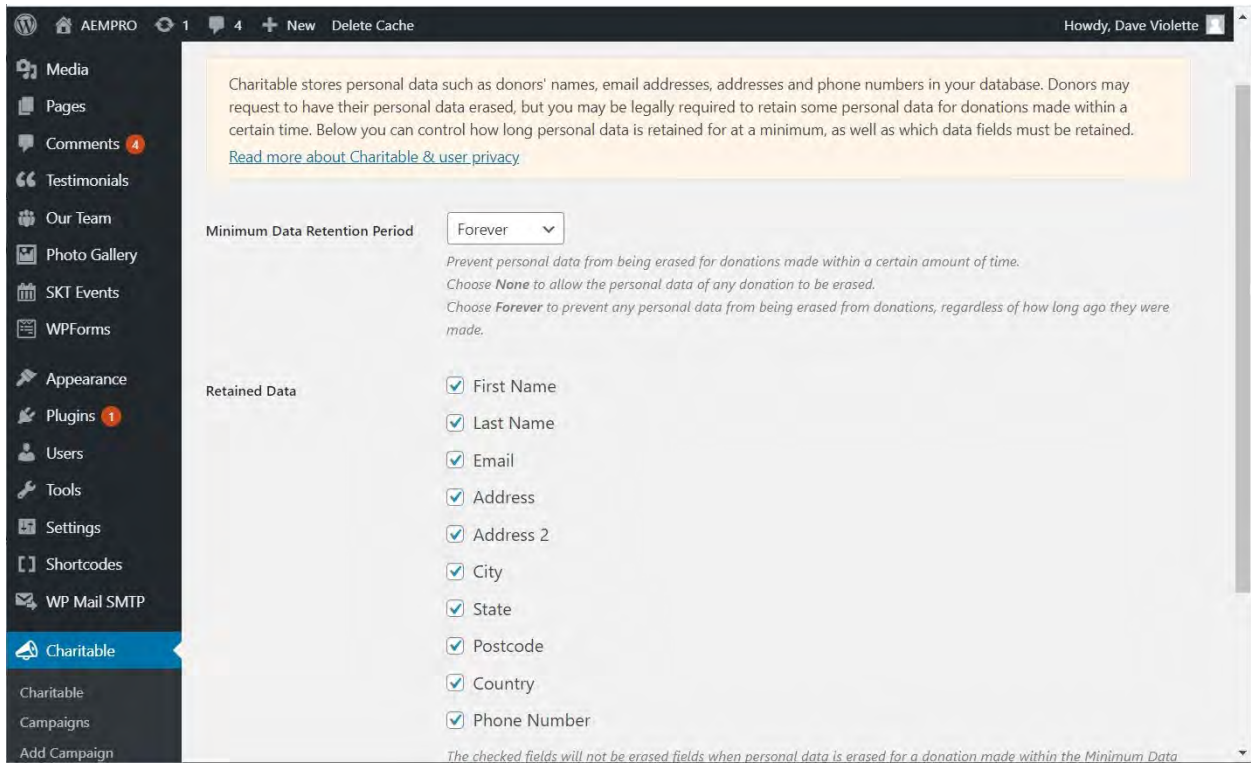 AEMPRO 1 4 New Delete Cache Howdy, Dave Violette
Media
Pages
Comments 4
Testimonials
Our Team
Photo Gallery
SKT Events
WPForms
Appearance
Plugins 1
Users
Tools
Settings
Shortcodes
WP Mail SMTP
Charitable
Charitable
Campaigns
Add Campaign
Charitable stores personal data such as donors' names, email addresses, addresses and phone numbers in your database. Donors may
request to have their personal data erased, but you may be legally required to retain some personal data for donations made within a
certain time. Below you can control how long personal data is retained for at a minimum, as well as which data fields must be retained.
Read more about Charitable & user privacy
Minimum Data Retention Period Forever
Prevent personal data from being erased for donations made within a certain amount of time.
Choose None to allow the personal data of any donation to be erased.
Choose Forever to prevent any personal data from being erased from donations, regardless of how long ago they were
made.
Retained Data
First Name
Last Name
Email
Address
Address 2
City
State
Postcode
Country
Phone Number
The checked fields will not be erased fields when personal data is erased for a donation made within the Minimum Data